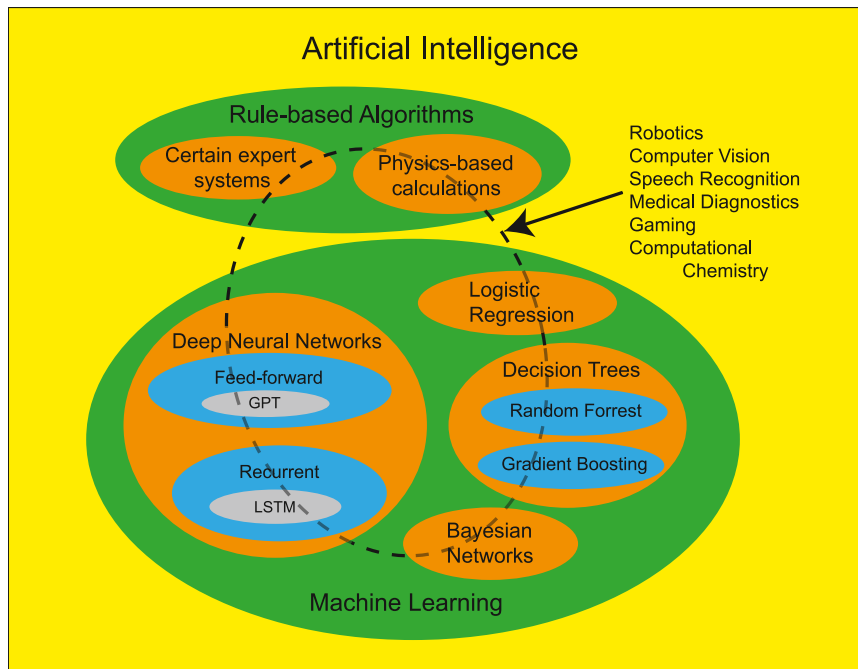 Artificial Intelligence
Rule-based Algorithms
Certain expert
systems
Physics-based
calculations
Robotics
Computer Vision
Speech Recognition
Medical Diagnostics
Gaming
Computational
Chemistry
Logistic
Regression
Deep Neural Networks
Feed-forward
GPT
Recurrent
LSTM
Decision Trees
Random Forrest
Gradient Boosting
Bayesian
Networks
Machine Learning